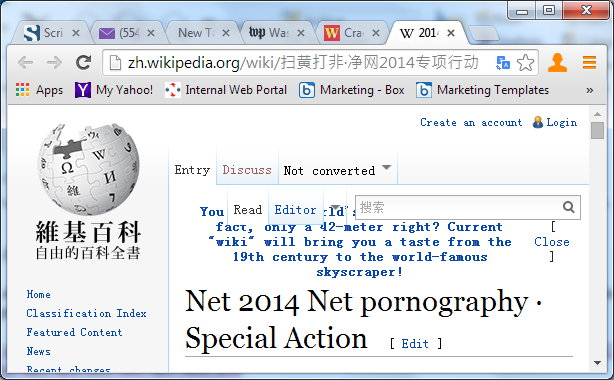 Scri
(554
New T
Was
Crac
2014
zh.wikipedia.org/wiki/扫黄打非·净网2014专项行动
Apps
My Yahoo!
Internal Web Portal
Marketing - Box
Marketing Templates
»
Create an account
Login
Entry
Discuss
Not converted
Read
Editor
搜索
You
rld's
fact, only a 42-meter right? Current
"wiki" will bring you a taste from the
19th century to the world-famous
skyscraper!
[
Close
]
維基百科
自由的百科全書
Home
Classification Index
Featured Content
News
Recent changes
Net 2014 Net pornography ·
Special Action [ Edit ]